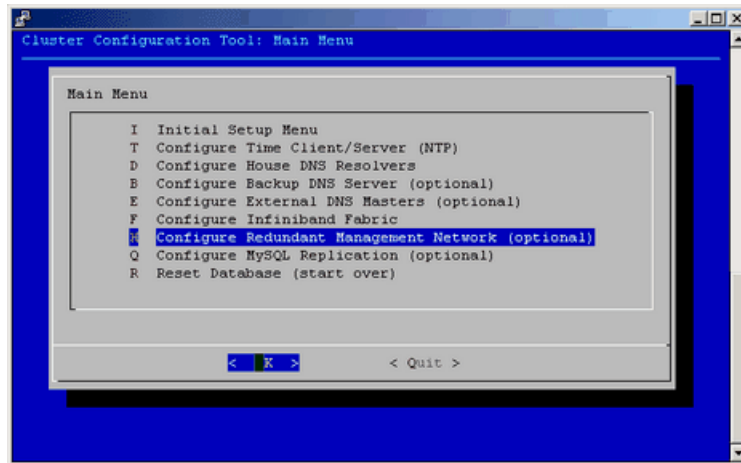 Cluster Configuration Tool: Main Menu
Main Menu
I Initial Setup Menu
T Configure Time Client/Server (NTP)
D Configure House DNS Resolvers
B Configure Backup DNS Server (optional)
E Configure External DNS Masters (optional)
F Configure Infiniband Fabric
M Configure Redundant Management Network (optional)
Q Configure MySQL Replication (optional)
R Reset Database (start over)
< OK > < Quit >